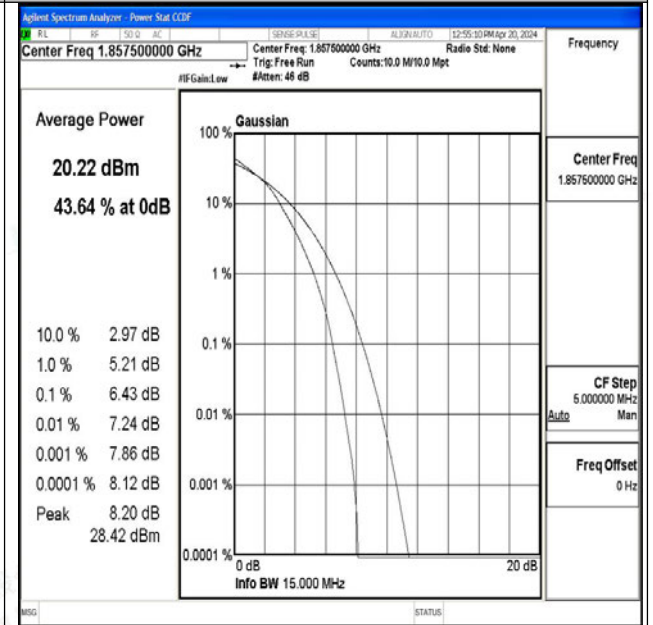 Agilent Spectrum Analyzer - Power Stat CCDF
RL RF 50 Ω AC SENSE:PULSE ALIGN AUTO 12:55:10 PM Apr 20, 2024
Center Freq 1.857500000 GHz
Center Freq: 1.857500000 GHz Radio Std: None
Trig: Free Run Counts:10.0 M/10.0 Mpt
#IFGain:Low #Atten: 46 dB
Frequency
Average Power
20.22 dBm
43.64 % at 0dB
10.0 % 2.97 dB
1.0 % 5.21 dB
0.1 % 6.43 dB
0.01 % 7.24 dB
0.001 % 7.86 dB
0.0001 % 8.12 dB
Peak 8.20 dB
28.42 dBm
Gaussian
100 %
10 %
1 %
0.1 %
0.01 %
0.001 %
0.0001 %
0 dB 20 dB
Info BW 15.000 MHz
Center Freq
1.857500000 GHz
CF Step
5.000000 MHz
Auto Man
Freq Offset
0 Hz
MSG STATUS